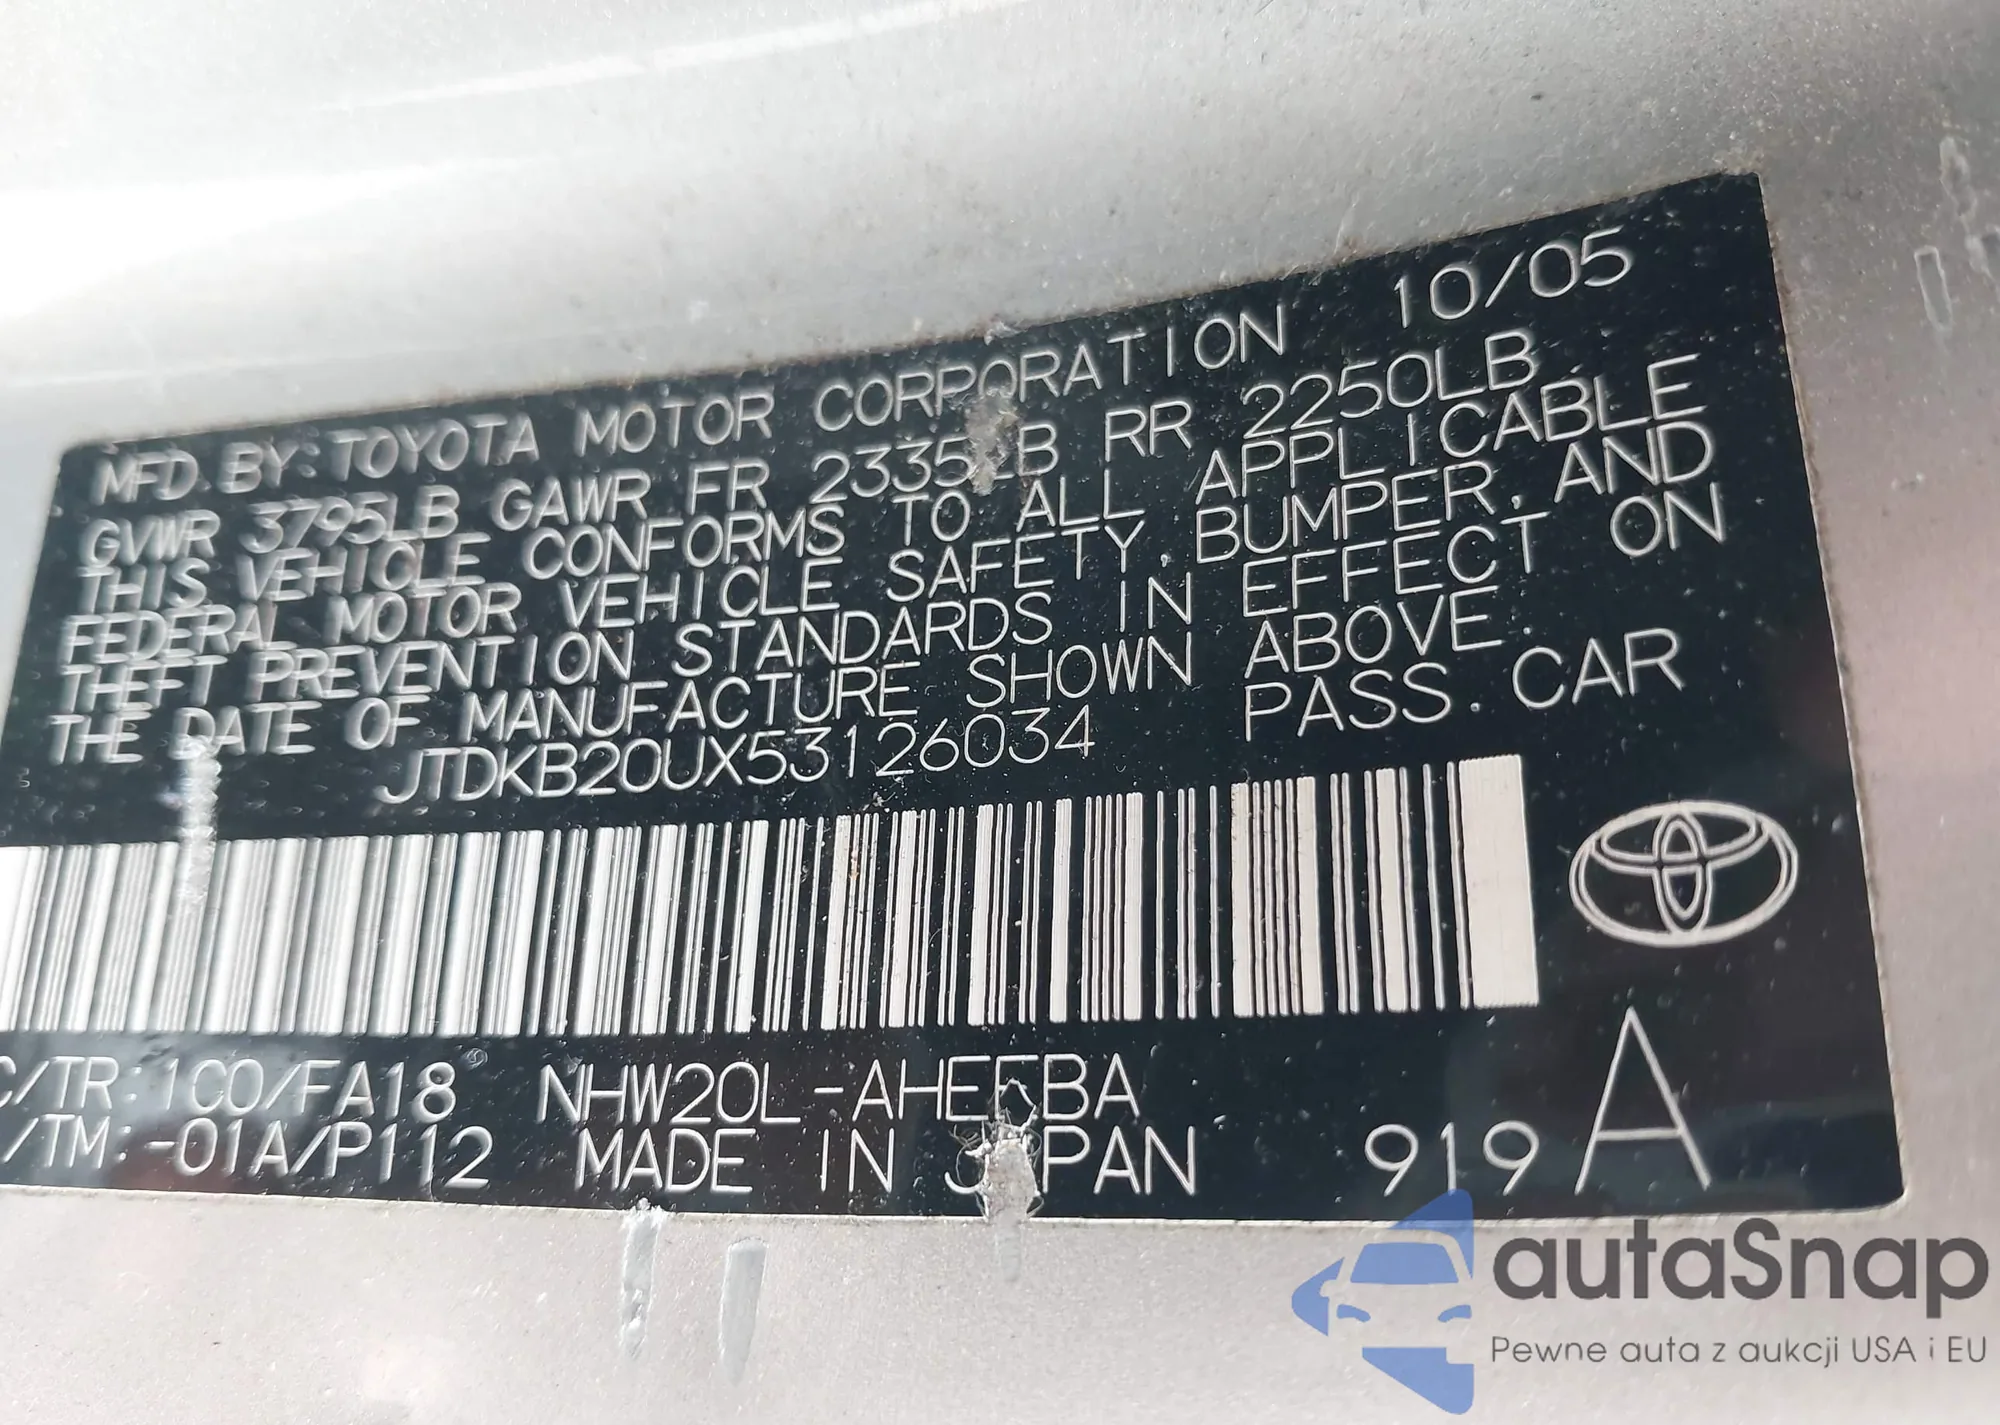 MFD. BY: TOYOTA MOTOR CORPORATION 10/05
GVWR 3795LB GAWR FR 2335LB RR 2250LB
THIS VEHICLE CONFORMS TO ALL APPLICABLE
FEDERAL MOTOR VEHICLE SAFETY, BUMPER, AND
THEFT PREVENTION STANDARDS IN EFFECT ON
THE DATE OF MANUFACTURE SHOWN ABOVE.
JTDKB20UX53126034 PASS. CAR
C/TR:1C0/FA18 NHW20L-AHEEBA
/TM:-01A/P112 MADE IN JAPAN 919A
autaSnap
Pewne auta z aukcji USA i EU